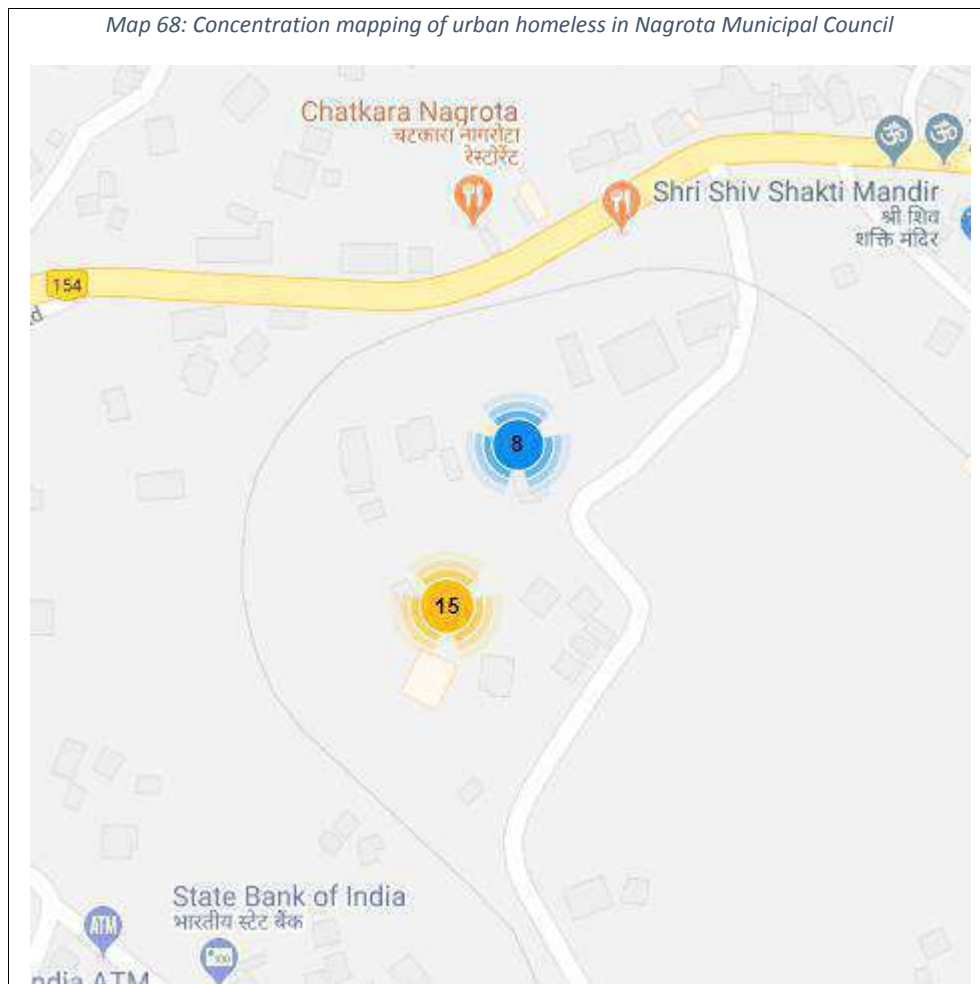 Map 68: Concentration mapping of urban homeless in Nagrota Municipal Council
Chatkara Nagrota
चटकारा नागरोटा
रेस्टोरेंट
Shri Shiv Shakti Mandir
श्री शिव
शक्ति मंदिर
154
8
15
State Bank of India
भारतीय स्टेट बैंक
ATM
ndia ATM